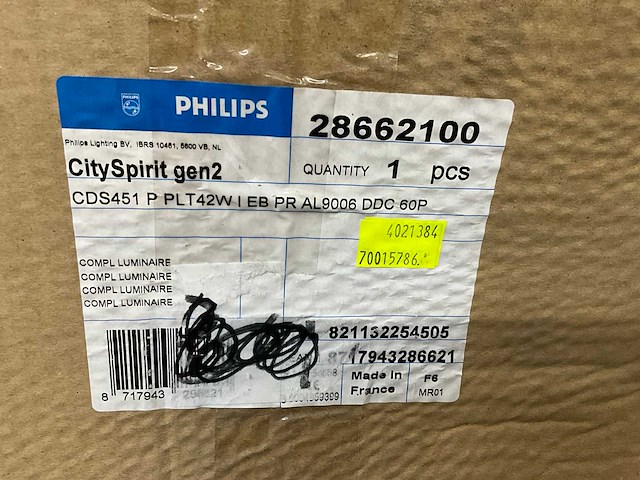 PHILIPS
28662100
Philips Lighting BV, IBRS 10461, 5600 VB, NL
CitySpirit gen2
QUANTITY 1 pcs
CDS451 P PLT42W I EB PR AL9006 DDC 60P
4021384
70015786
COMPL LUMINAIRE
COMPL LUMINAIRE
COMPL LUMINAIRE
COMPL LUMINAIRE
821132254505
8717943286621
Made in
France
F6
MR01
8 717943